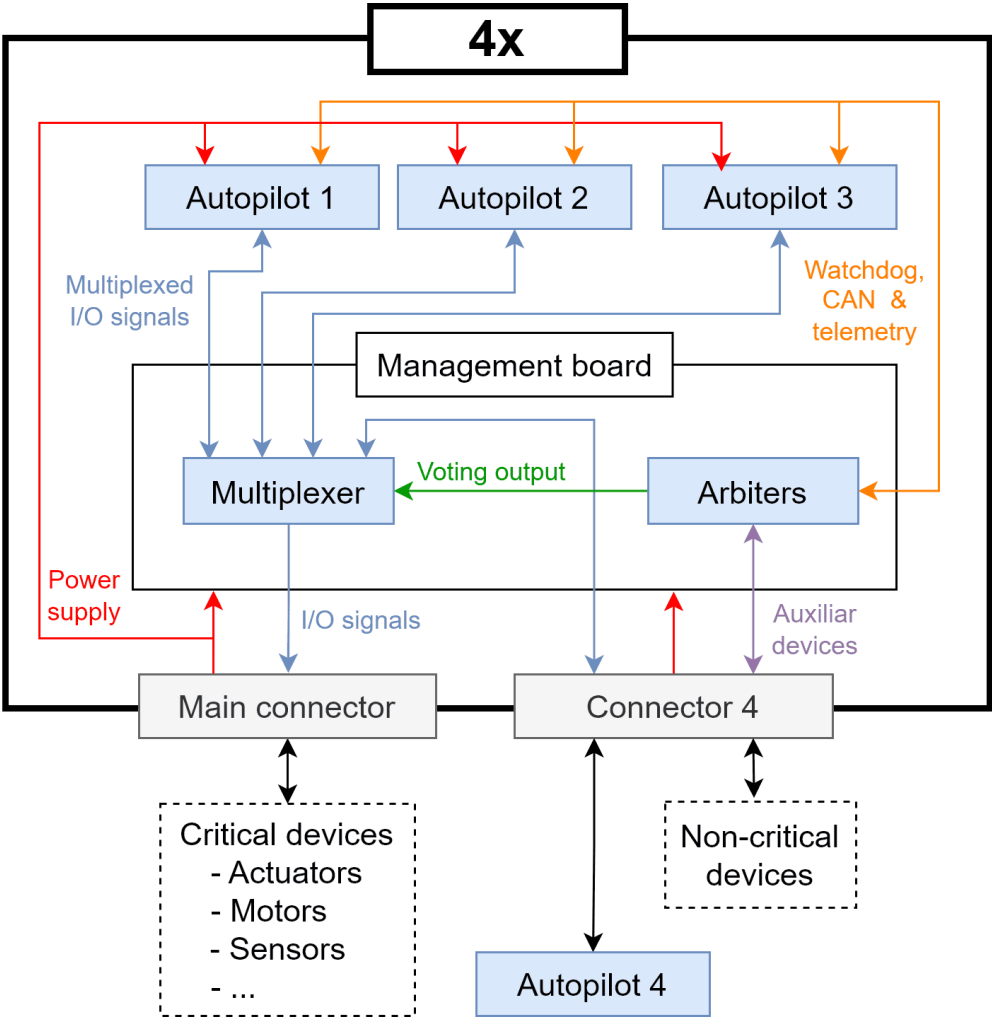 4x
Autopilot 1
Autopilot 2
Autopilot 3
Multiplexed
I/O signals
Watchdog,
CAN &
telemetry
Management board
Voting output
Multiplexer
Arbiters
Power
supply
I/O signals
Auxiliar
devices
Main connector
Connector 4
Critical devices
- Actuators
- Motors
- Sensors
- ...
Non-critical
devices
Autopilot 4